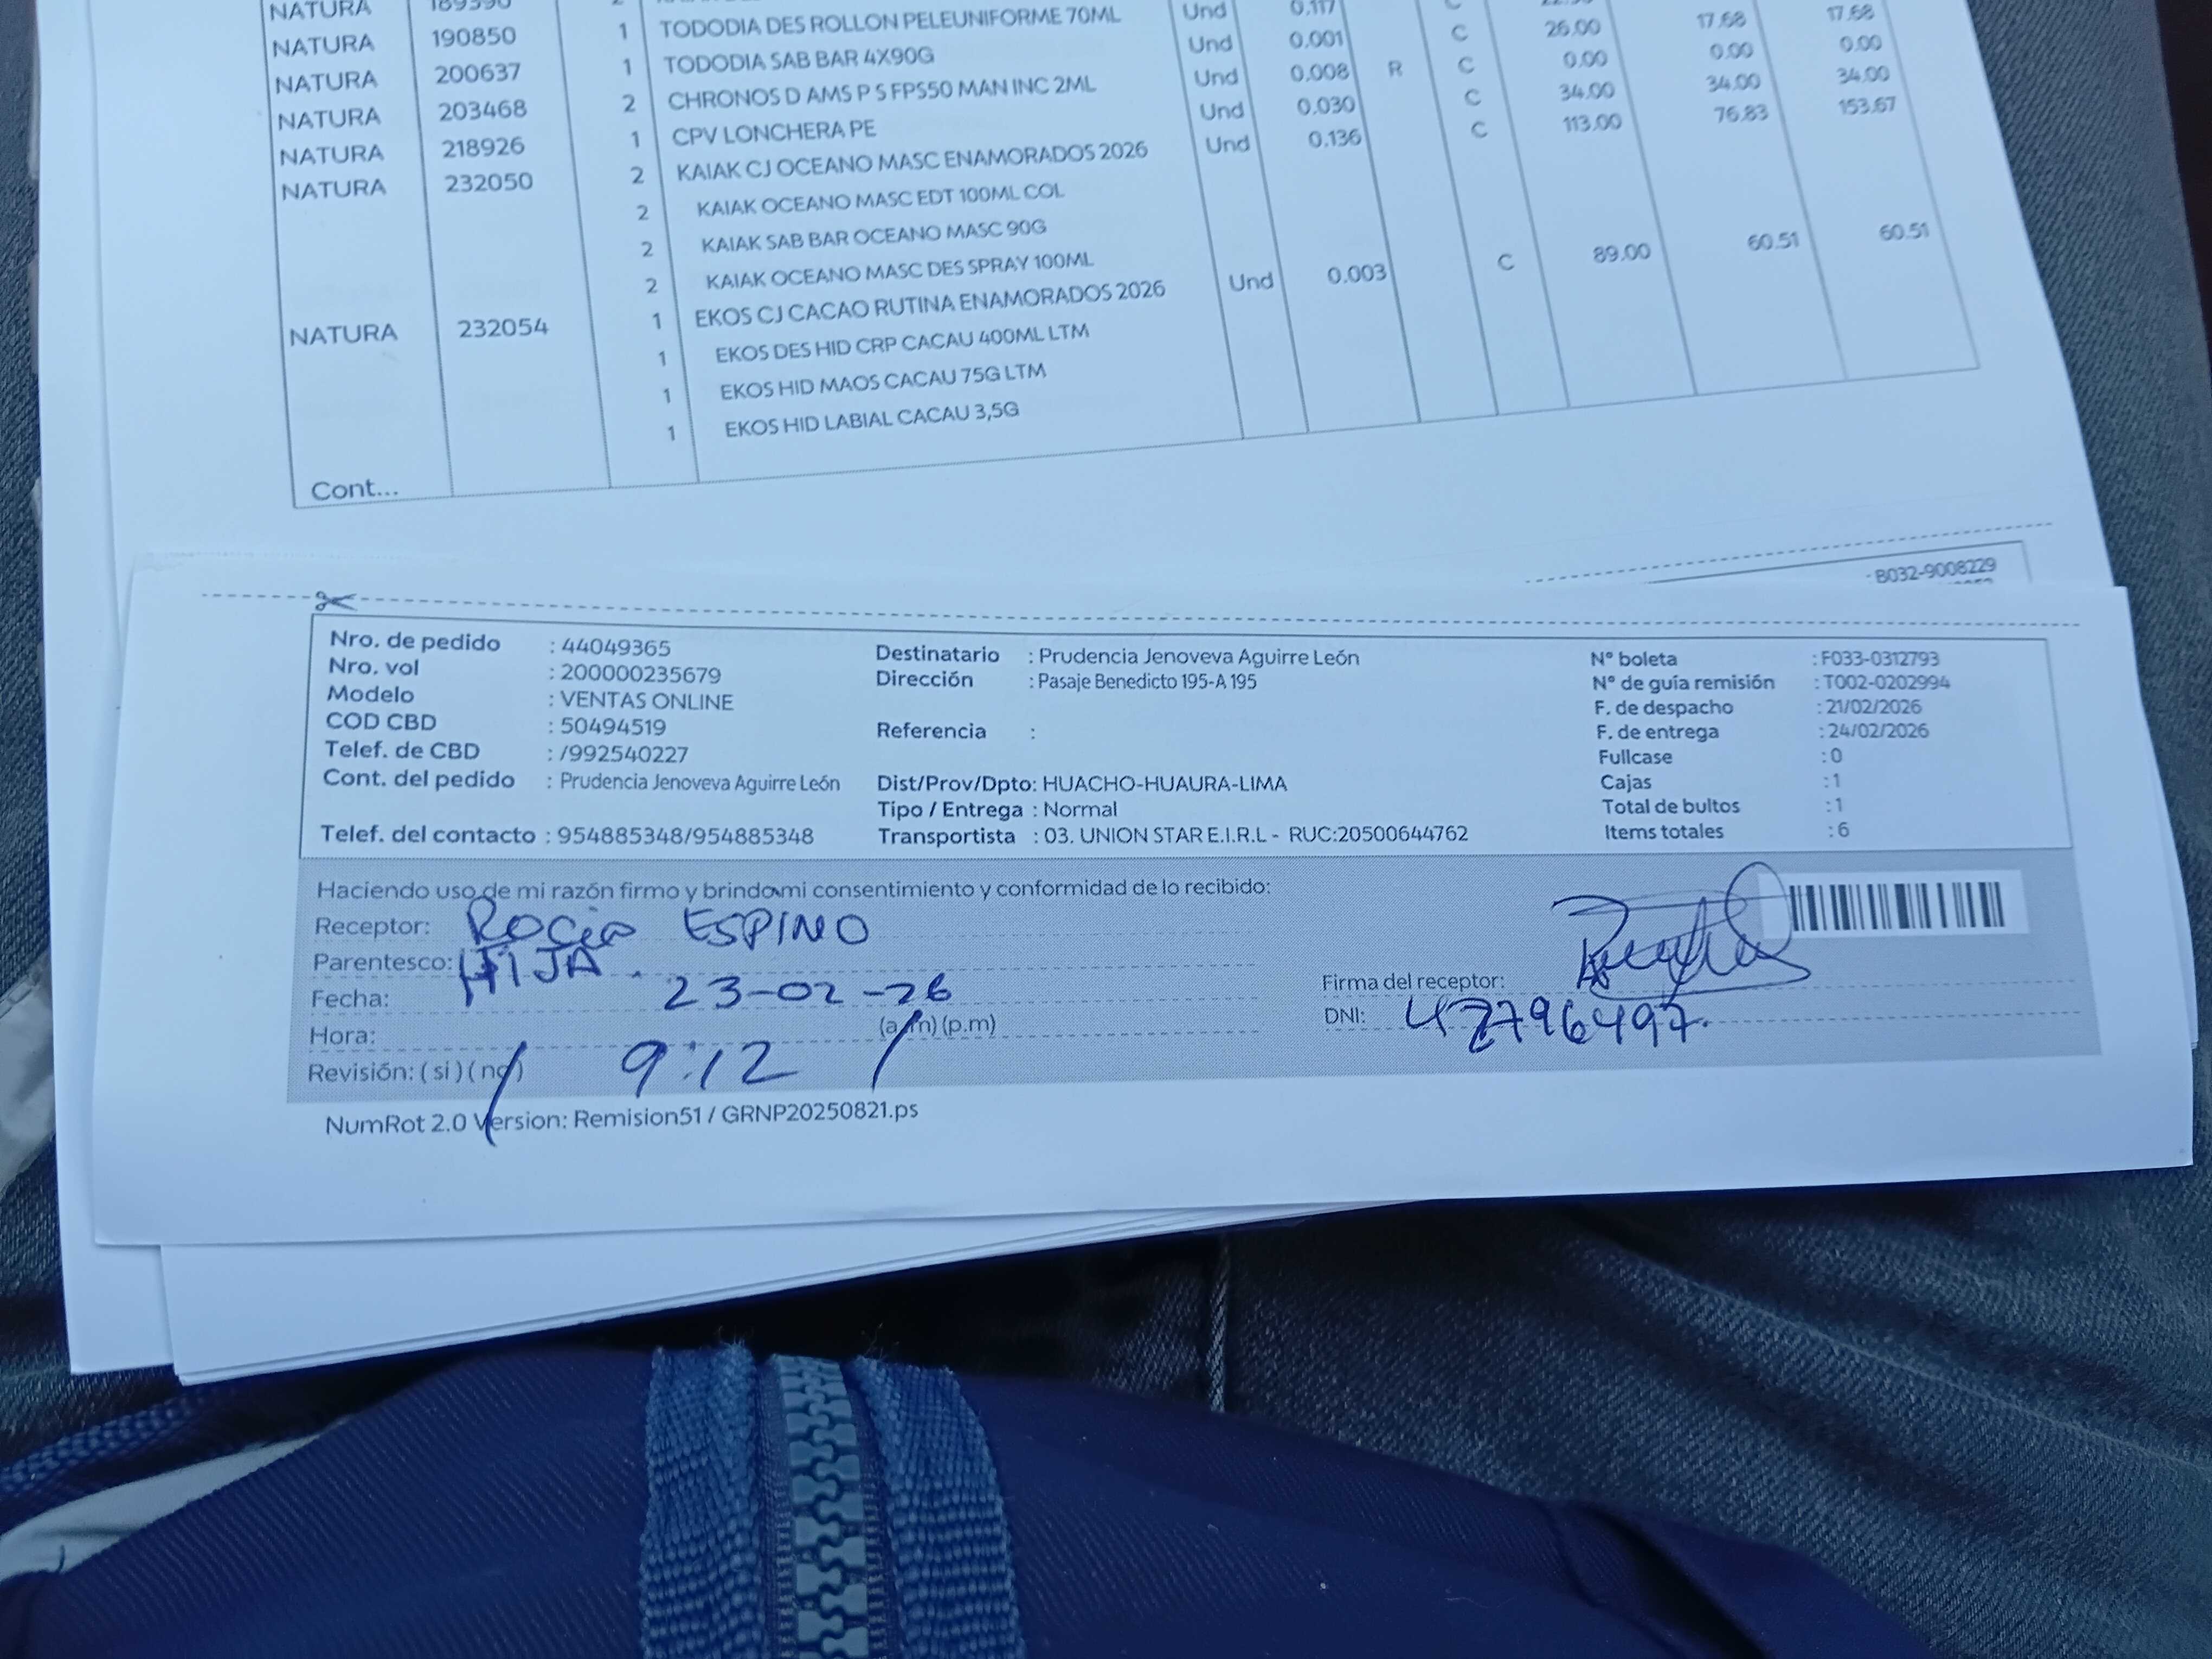 NATURA 189390
NATURA 190850 1 TODODIA DES ROLLON PELEUNIFORME 70ML Und 0.117 C
NATURA 200637 1 TODODIA SAB BAR 4X90G Und 0.001 C 26.00 17.68 17.68
NATURA 203468 2 CHRONOS D AMS P S FPS50 MAN INC 2ML Und 0.008 R C 0.00 0.00 0.00
NATURA 218926 1 CPV LONCHERA PE Und 0.030 C 34.00 34.00 34.00
NATURA 232050 2 KAIAK CJ OCEANO MASC ENAMORADOS 2026 Und 0.136 C 113.00 76.83 153.67
2 KAIAK OCEANO MASC EDT 100ML COL
2 KAIAK SAB BAR OCEANO MASC 90G
2 KAIAK OCEANO MASC DES SPRAY 100ML
NATURA 232054 1 EKOS CJ CACAO RUTINA ENAMORADOS 2026 Und 0.003 C 89.00 60.51 60.51
1 EKOS DES HID CRP CACAU 400ML LTM
1 EKOS HID MAOS CACAU 75G LTM
1 EKOS HID LABIAL CACAU 3,5G
Cont...
: B032-9008229
Nro. de pedido : 44049365
Nro. vol : 200000235679
Modelo : VENTAS ONLINE
COD CBD : 50494519
Telef. de CBD : /992540227
Cont. del pedido : Prudencia Jenoveva Aguirre León
Telef. del contacto : 954885348/954885348
Destinatario : Prudencia Jenoveva Aguirre León
Dirección : Pasaje Benedicto 195-A 195
Referencia :
Dist/Prov/Dpto: HUACHO-HUAURA-LIMA
Tipo / Entrega : Normal
Transportista : 03. UNION STAR E.I.R.L - RUC:20500644762
N° boleta : F033-0312793
N° de guía remisión : T002-0202994
F. de despacho : 21/02/2026
F. de entrega : 24/02/2026
Fullcase : 0
Cajas : 1
Total de bultos : 1
Items totales : 6
Haciendo uso de mi razón firmo y brindo mi consentimiento y conformidad de lo recibido:
Receptor: Rocio ESPINO
Parentesco: HIJA.
Fecha: 23-02-26
Hora: 9:12 (a.m) (p.m)
Revisión: ( si ) ( no )
Firma del receptor:
DNI: 42796497.
NumRot 2.0 Version: Remision51 / GRNP20250821.ps